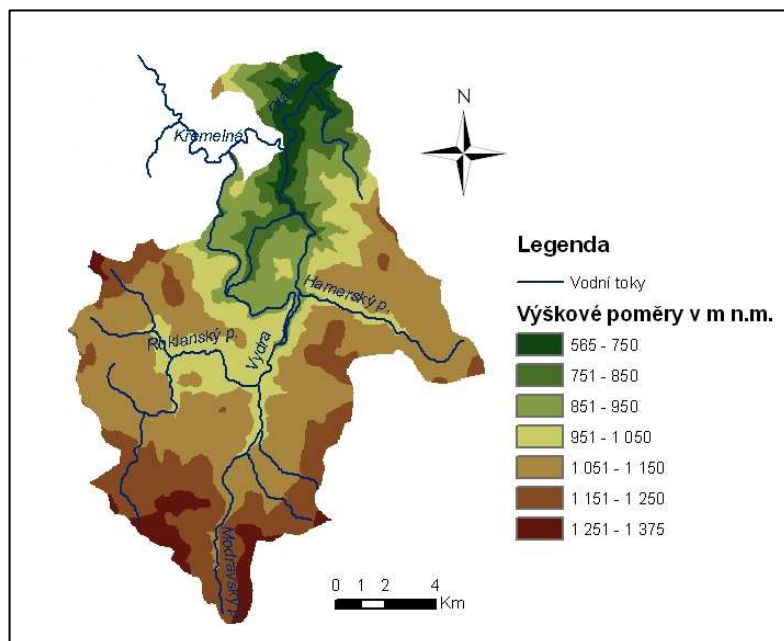 N
Otava
Křemelná
Hamerský p.
Roklanský p.
Vydra
Modravský p.
Legenda
Vodní toky
Výškové poměry v m n.m.
565 - 750
751 - 850
851 - 950
951 - 1 050
1 051 - 1 150
1 151 - 1 250
1 251 - 1 375
0 1 2 4
Km